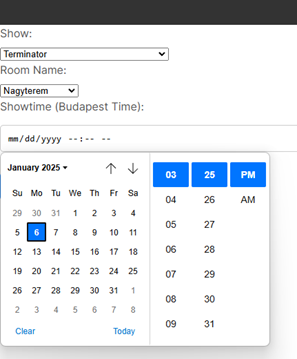 Show:
Terminator
Room Name:
Nagyterem
Showtime (Budapest Time):
mm/dd/yyyy --:-- --
January 2025
Su Mo Tu We Th Fr Sa
29 30 31 1 2 3 4
5 6 7 8 9 10 11
12 13 14 15 16 17 18
19 20 21 22 23 24 25
26 27 28 29 30 31 1
2 3 4 5 6 7 8
Clear Today
03 25 PM
04 26 AM
05 27
06 28
07 29
08 30
09 31